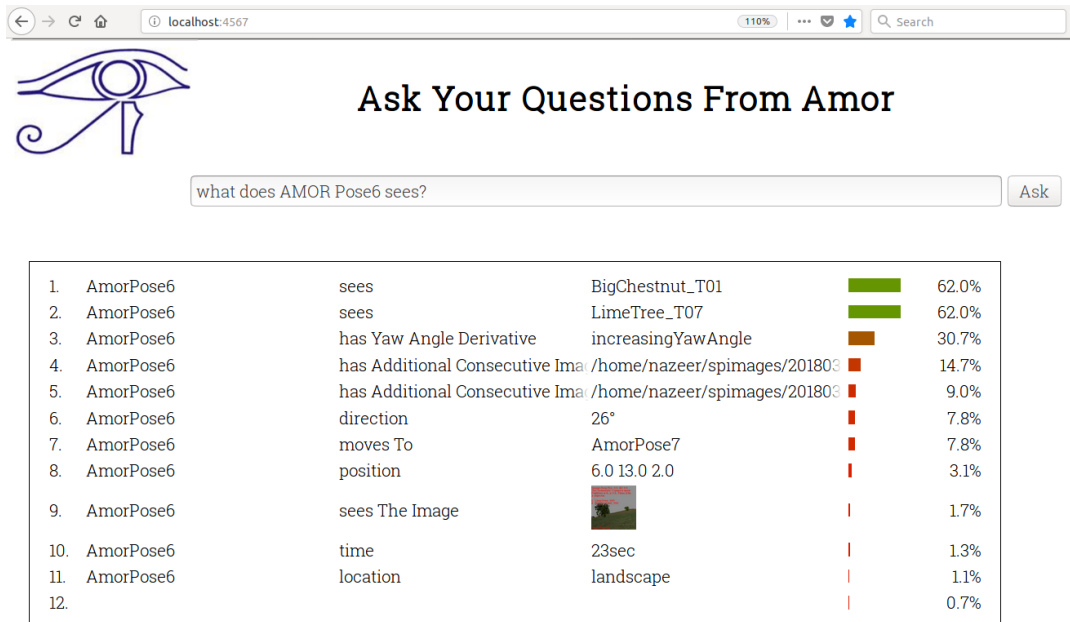 localhost:4567 110% Search
Ask Your Questions From Amor
what does AMOR Pose6 sees? Ask
1. AmorPose6 sees BigChestnut_T01 62.0%
2. AmorPose6 sees LimeTree_T07 62.0%
3. AmorPose6 has Yaw Angle Derivative increasingYawAngle 30.7%
4. AmorPose6 has Additional Consecutive Ima /home/nazeer/spimages/201803 14.7%
5. AmorPose6 has Additional Consecutive Ima /home/nazeer/spimages/201803 9.0%
6. AmorPose6 direction 26° 7.8%
7. AmorPose6 moves To AmorPose7 7.8%
8. AmorPose6 position 6.0 13.0 2.0 3.1%
9. AmorPose6 sees The Image 1.7%
10. AmorPose6 time 23sec 1.3%
11. AmorPose6 location landscape 1.1%
12. 0.7%